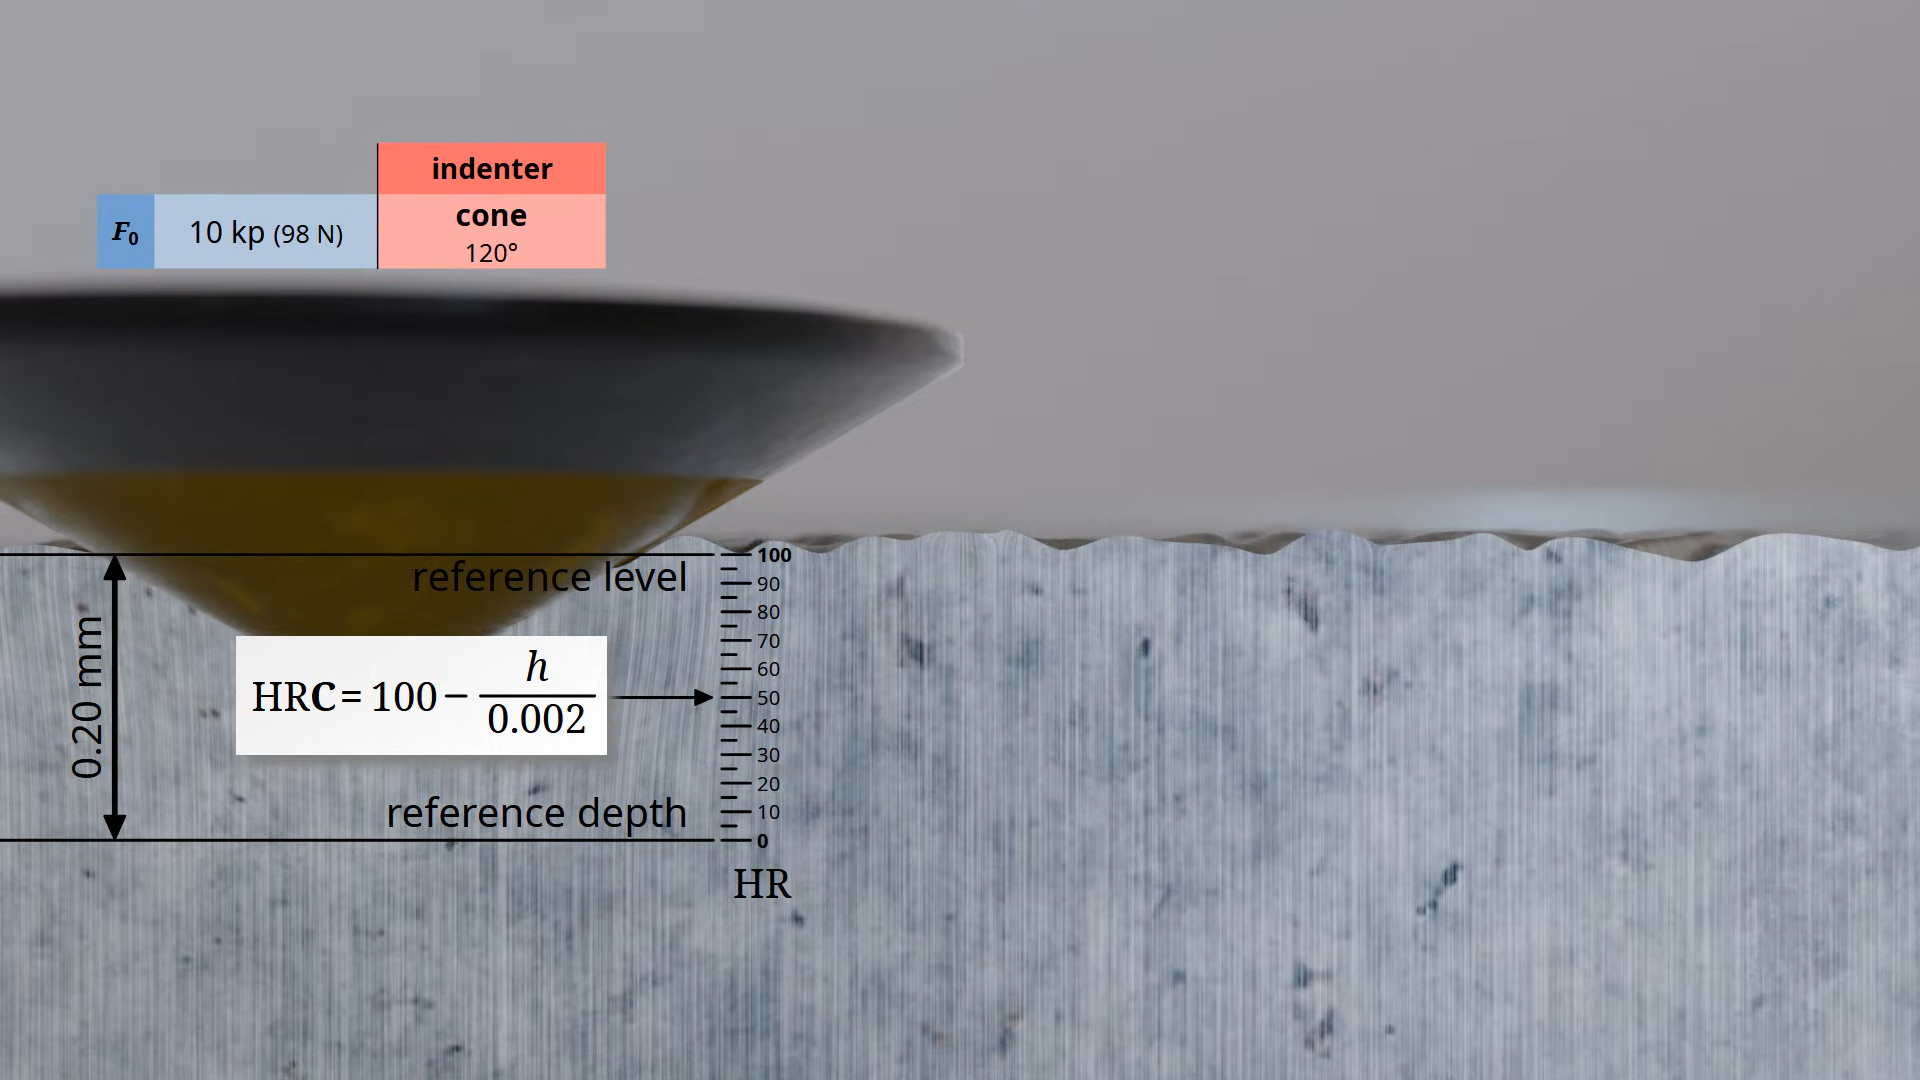 indenter
F₀ 10 kp (98 N) cone
120°
reference level
0.20 mm
HRC = 100 − h / 0.002
reference depth
100
90
80
70
60
50
40
30
20
10
0
HR